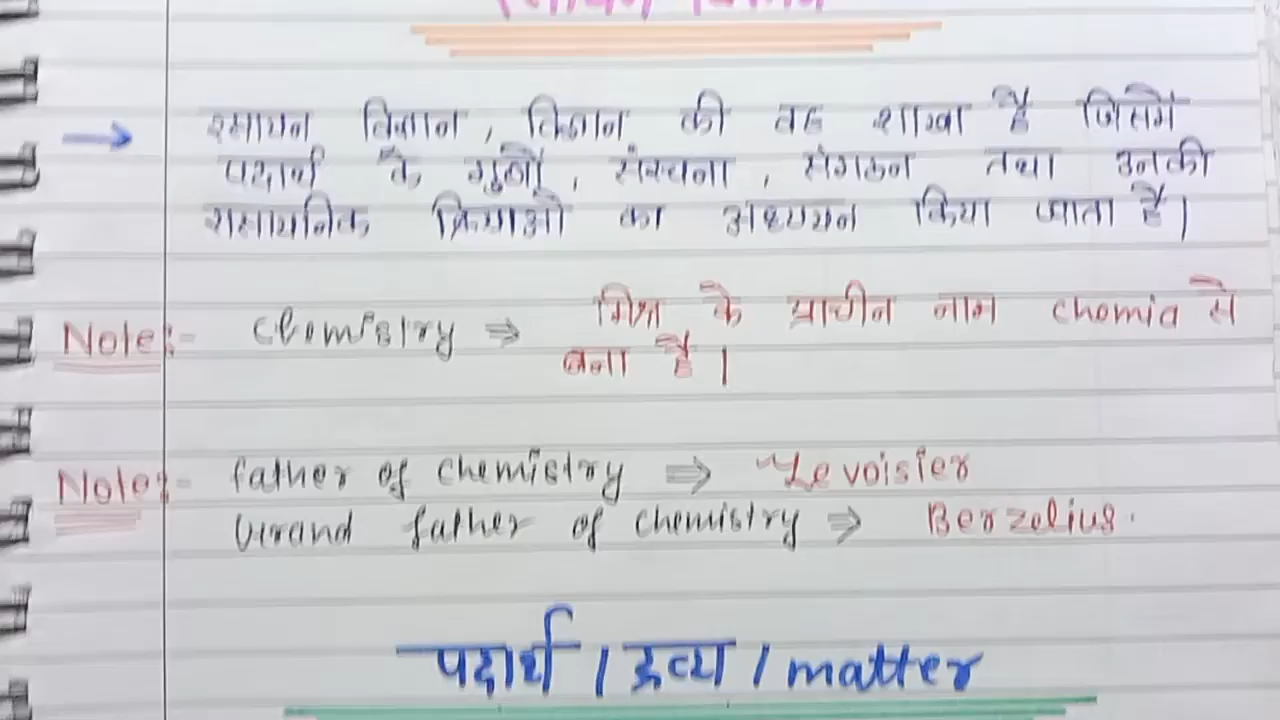 रसायन विज्ञान, विज्ञान की वह शाखा है जिसमें
पदार्थ के गुणों, संरचना, संगठन तथा उनकी
रासायनिक क्रियाओं का अध्ययन किया जाता है।
Note:- Chemistry ⇒ मिश्र के प्राचीन नाम chemia से
बना है।
Note:- father of chemistry ⇒ Levoisier
Grand father of chemistry ⇒ Berzelius.
पदार्थ / द्रव्य / matter